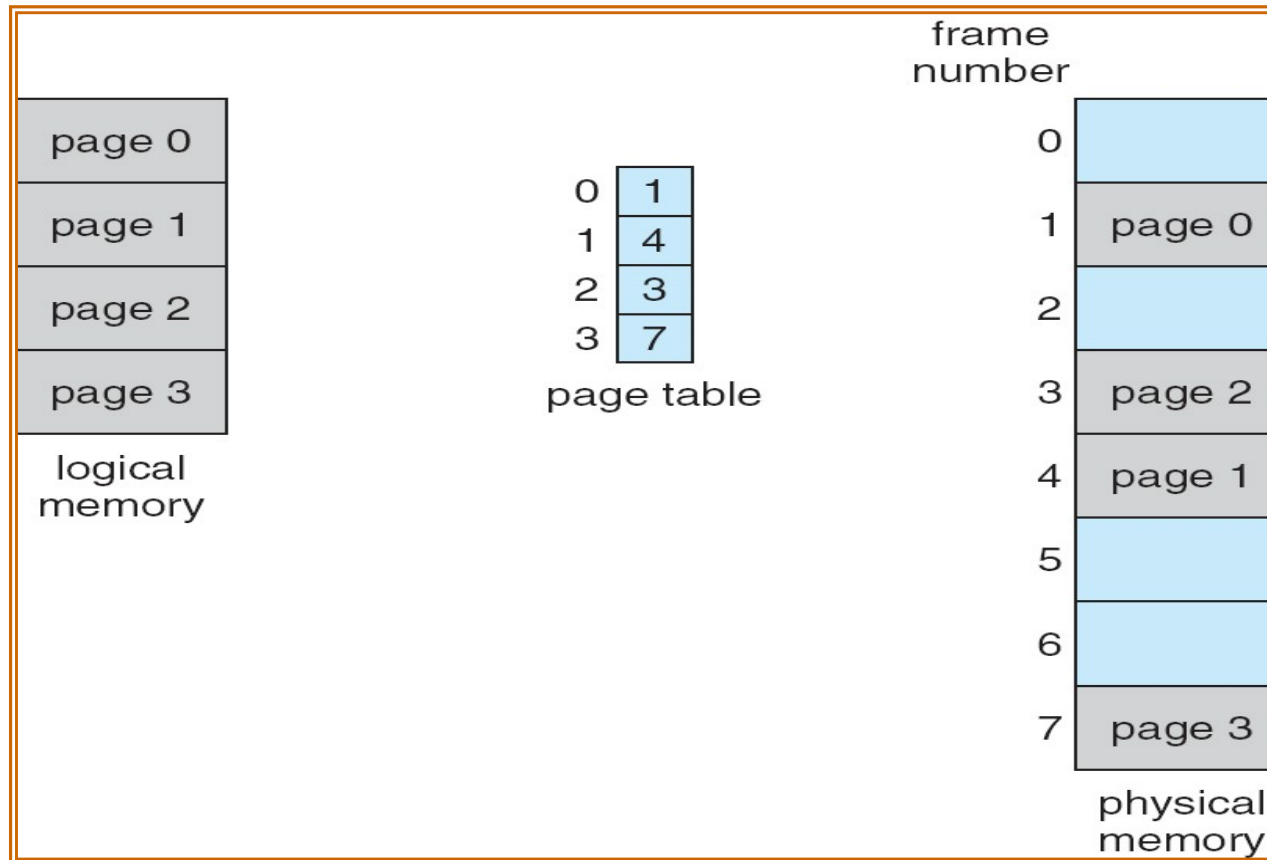 page 0
page 1
page 2
page 3
logical
memory
0 1
1 4
2 3
3 7
page table
frame
number
0
1 page 0
2
3 page 2
4 page 1
5
6
7 page 3
physical
memory